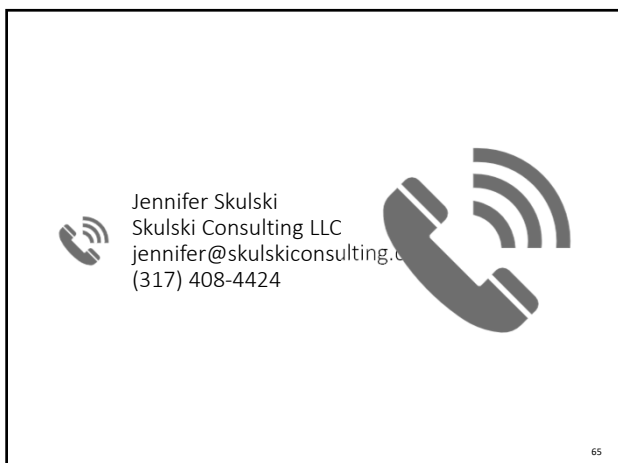 Jennifer Skulski
Skulski Consulting LLC
jennifer@skulskiconsulting.c
(317) 408-4424
65